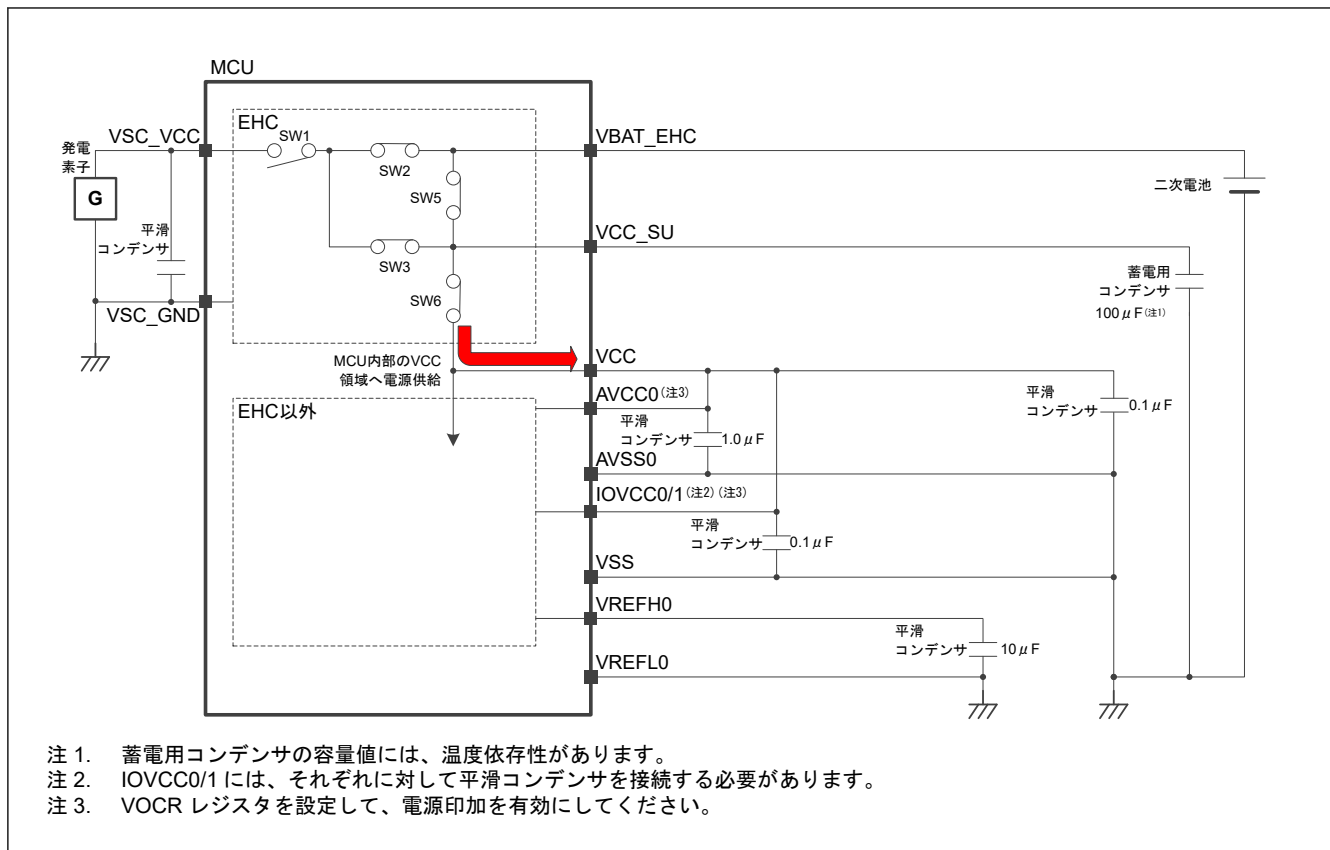 MCU
EHC
VSC_VCC
SW1
VBAT_EHC
発電
素子
SW2
二次電池
G
SW5
平滑
コンデンサ
VCC_SU
SW3
蓄電用
コンデンサ
100μF(注1)
SW6
VSC_GND
MCU内部のVCC
領域へ電源供給
VCC
AVCC0(注3)
EHC以外
平滑
コンデンサ 1.0μF
平滑
コンデンサ 0.1μF
AVSS0
IOVCC0/1(注2)(注3)
平滑
コンデンサ 0.1μF
VSS
VREFH0
平滑
コンデンサ 10μF
VREFL0
注 1. 蓄電用コンデンサの容量値には、温度依存性があります。
注 2. IOVCC0/1 には、それぞれに対して平滑コンデンサを接続する必要があります。
注 3. VOCR レジスタを設定して、電源印加を有効にしてください。